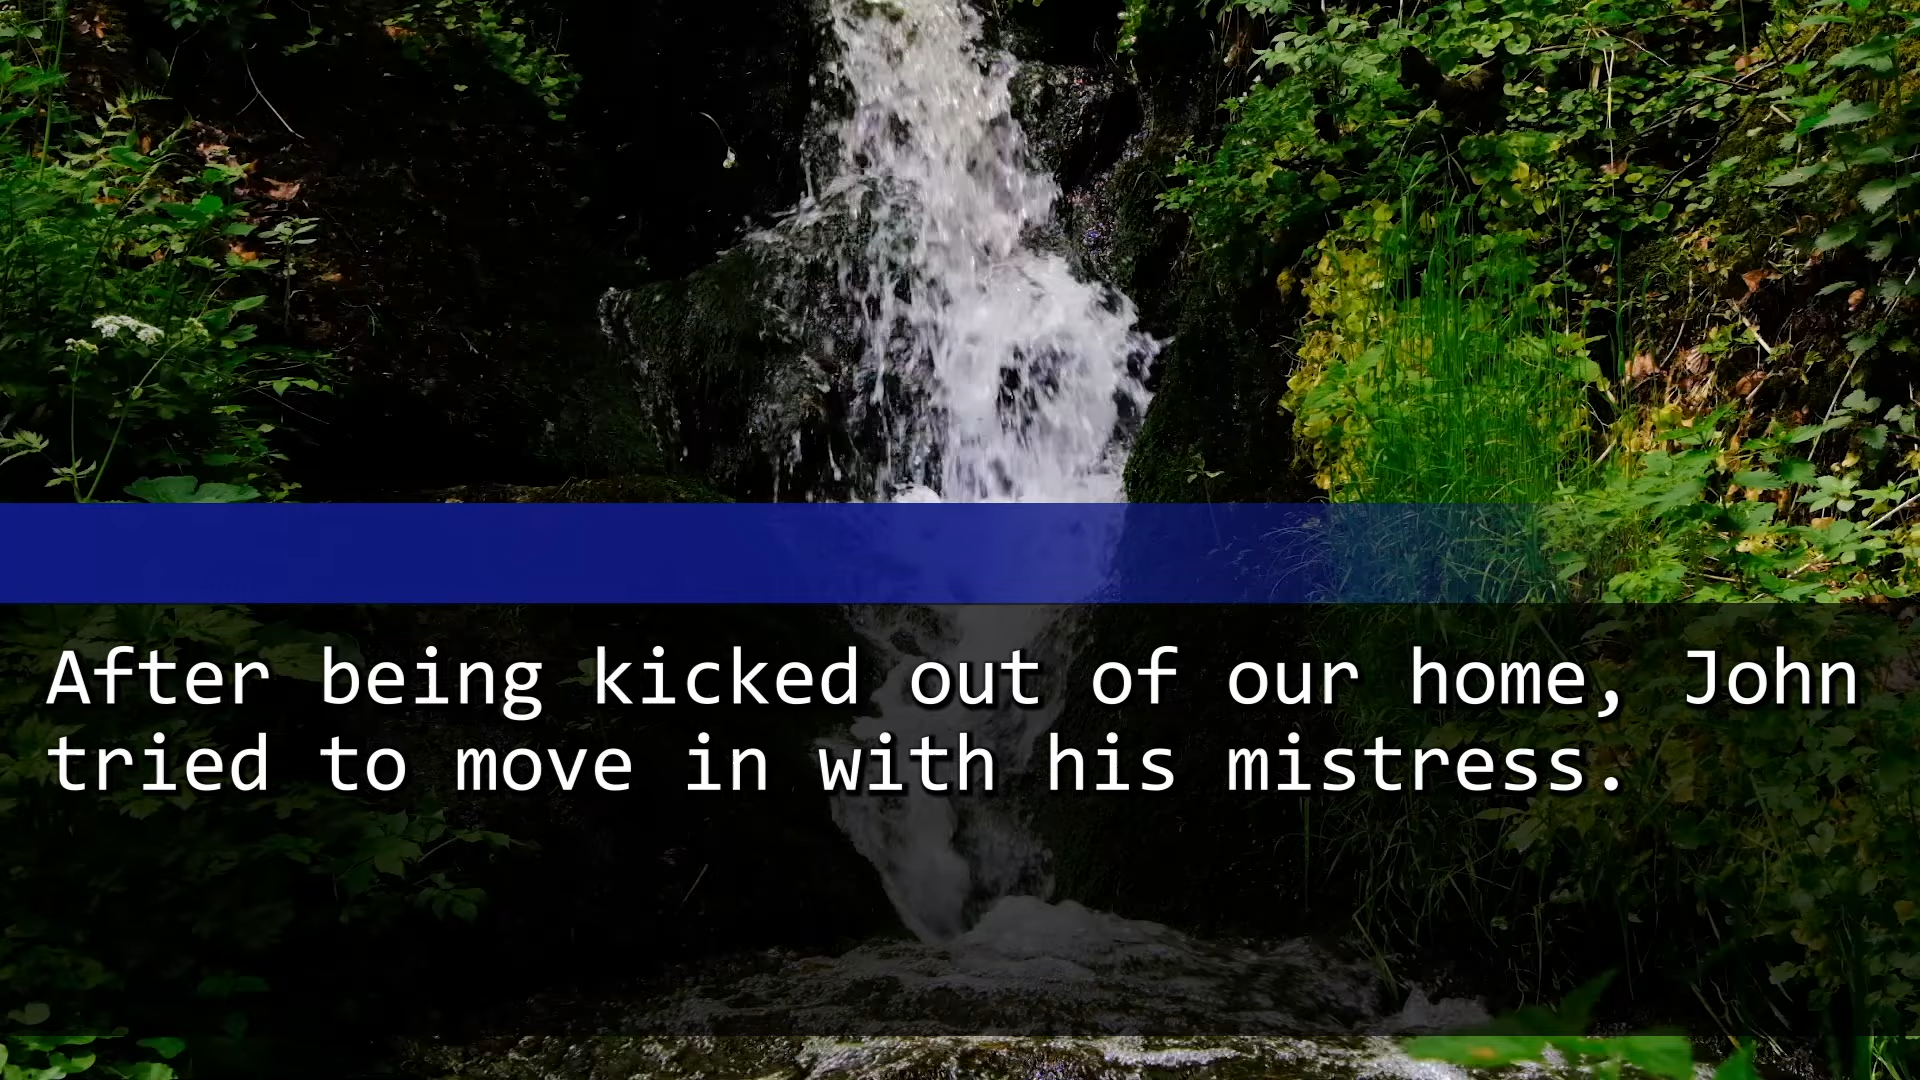 After being kicked out of our home, John
tried to move in with his mistress.